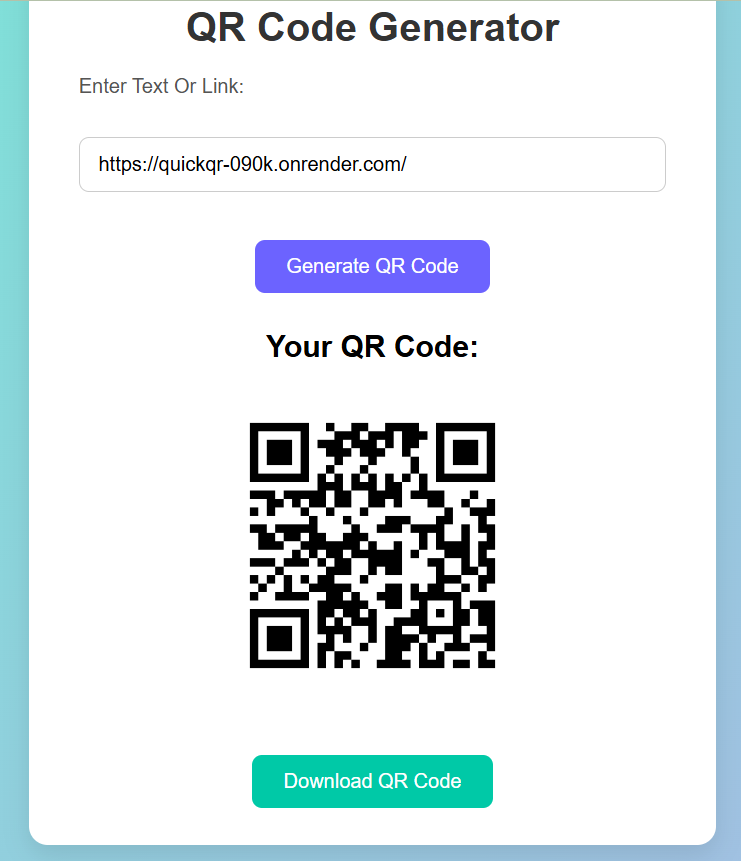 QR Code Generator
Enter Text Or Link:
https://quickqr-090k.onrender.com/
Generate QR Code
Your QR Code:
Download QR Code